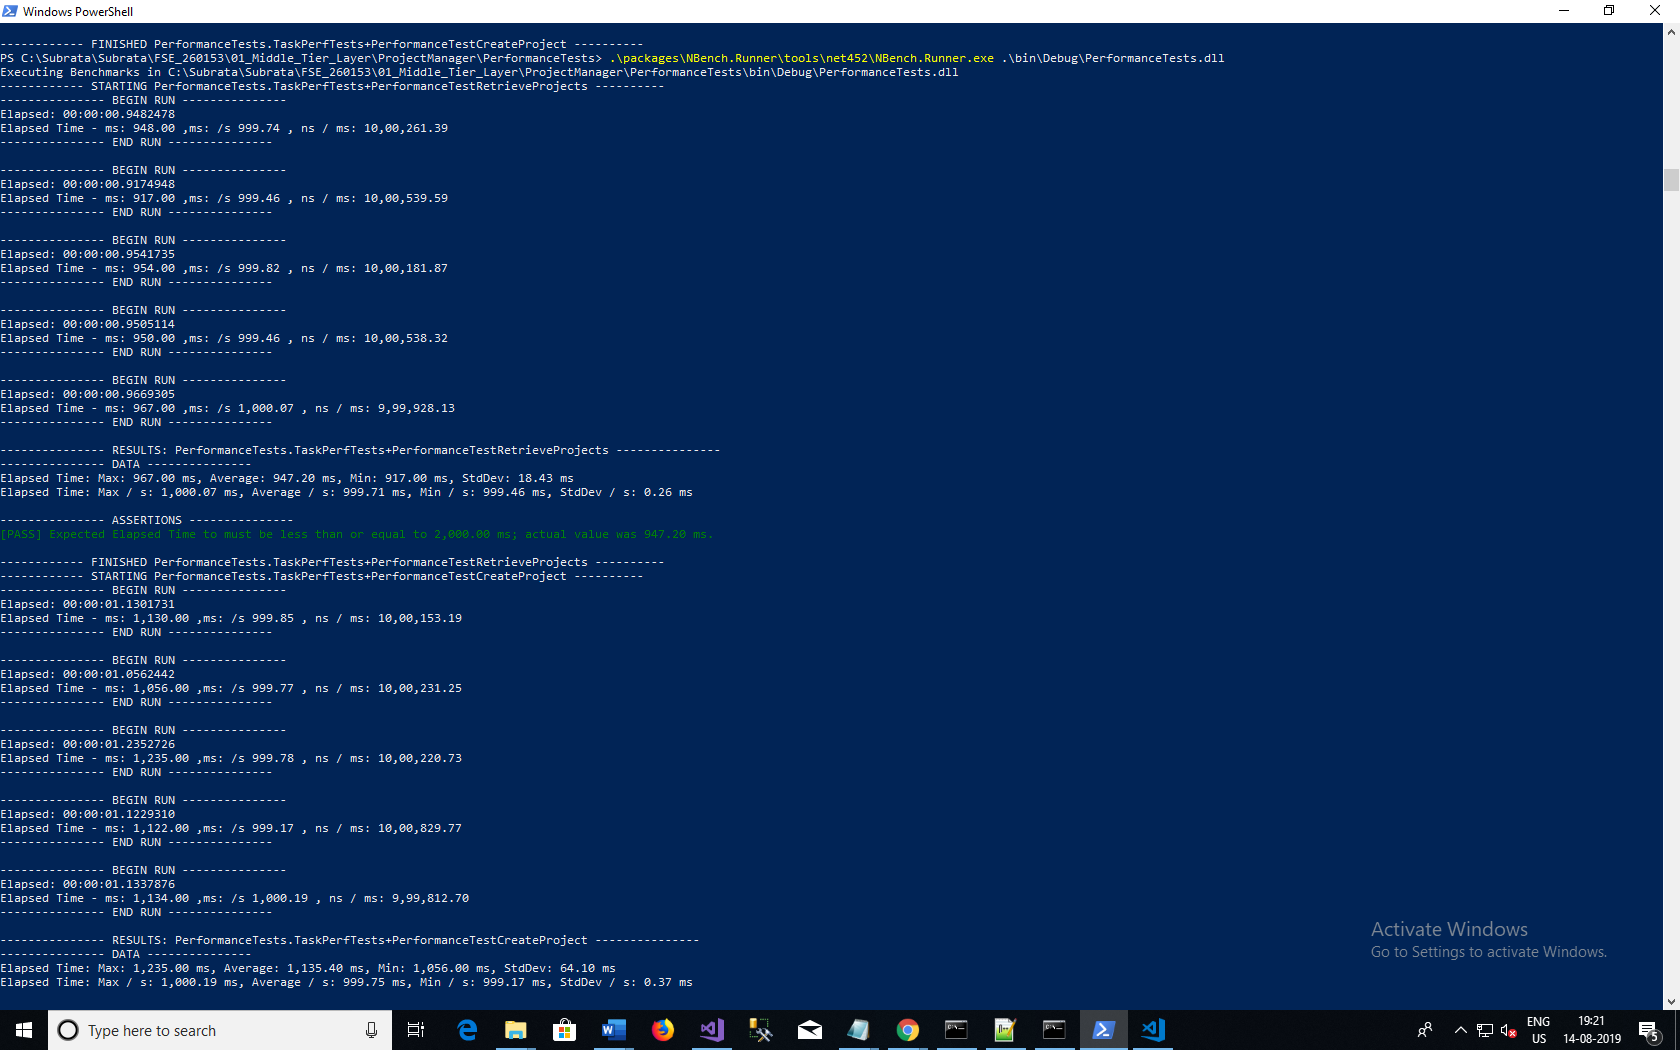 Windows PowerShell
------------ FINISHED PerformanceTests.TaskPerfTests+PerformanceTestCreateProject ----------
PS C:\Subrata\Subrata\FSE_260153\01_Middle_Tier_Layer\ProjectManager\PerformanceTests> .\packages\NBench.Runner\tools\net452\NBench.Runner.exe .\bin\Debug\PerformanceTests.dll
Executing Benchmarks in C:\Subrata\Subrata\FSE_260153\01_Middle_Tier_Layer\ProjectManager\PerformanceTests\bin\Debug\PerformanceTests.dll
------------ STARTING PerformanceTests.TaskPerfTests+PerformanceTestRetrieveProjects ----------
--------------- BEGIN RUN ---------------
Elapsed: 00:00:00.9482478
Elapsed Time - ms: 948.00 ,ms: /s 999.74 , ns / ms: 10,00,261.39
--------------- END RUN ---------------
--------------- BEGIN RUN ---------------
Elapsed: 00:00:00.9174948
Elapsed Time - ms: 917.00 ,ms: /s 999.46 , ns / ms: 10,00,539.59
--------------- END RUN ---------------
--------------- BEGIN RUN ---------------
Elapsed: 00:00:00.9541735
Elapsed Time - ms: 954.00 ,ms: /s 999.82 , ns / ms: 10,00,181.87
--------------- END RUN ---------------
--------------- BEGIN RUN ---------------
Elapsed: 00:00:00.9505114
Elapsed Time - ms: 950.00 ,ms: /s 999.46 , ns / ms: 10,00,538.32
--------------- END RUN ---------------
--------------- BEGIN RUN ---------------
Elapsed: 00:00:00.9669305
Elapsed Time - ms: 967.00 ,ms: /s 1,000.07 , ns / ms: 9,99,928.13
--------------- END RUN ---------------
--------------- RESULTS: PerformanceTests.TaskPerfTests+PerformanceTestRetrieveProjects ---------------
--------------- DATA ---------------
Elapsed Time: Max: 967.00 ms, Average: 947.20 ms, Min: 917.00 ms, StdDev: 18.43 ms
Elapsed Time: Max / s: 1,000.07 ms, Average / s: 999.71 ms, Min / s: 999.46 ms, StdDev / s: 0.26 ms
--------------- ASSERTIONS ---------------
[PASS] Expected Elapsed Time to must be less than or equal to 2,000.00 ms; actual value was 947.20 ms.
------------ FINISHED PerformanceTests.TaskPerfTests+PerformanceTestRetrieveProjects ----------
------------ STARTING PerformanceTests.TaskPerfTests+PerformanceTestCreateProject ----------
--------------- BEGIN RUN ---------------
Elapsed: 00:00:01.1301731
Elapsed Time - ms: 1,130.00 ,ms: /s 999.85 , ns / ms: 10,00,153.19
--------------- END RUN ---------------
--------------- BEGIN RUN ---------------
Elapsed: 00:00:01.0562442
Elapsed Time - ms: 1,056.00 ,ms: /s 999.77 , ns / ms: 10,00,231.25
--------------- END RUN ---------------
--------------- BEGIN RUN ---------------
Elapsed: 00:00:01.2352726
Elapsed Time - ms: 1,235.00 ,ms: /s 999.78 , ns / ms: 10,00,220.73
--------------- END RUN ---------------
--------------- BEGIN RUN ---------------
Elapsed: 00:00:01.1229310
Elapsed Time - ms: 1,122.00 ,ms: /s 999.17 , ns / ms: 10,00,829.77
--------------- END RUN ---------------
--------------- BEGIN RUN ---------------
Elapsed: 00:00:01.1337876
Elapsed Time - ms: 1,134.00 ,ms: /s 1,000.19 , ns / ms: 9,99,812.70
--------------- END RUN ---------------
--------------- RESULTS: PerformanceTests.TaskPerfTests+PerformanceTestCreateProject ---------------
--------------- DATA ---------------
Elapsed Time: Max: 1,235.00 ms, Average: 1,135.40 ms, Min: 1,056.00 ms, StdDev: 64.10 ms
Elapsed Time: Max / s: 1,000.19 ms, Average / s: 999.75 ms, Min / s: 999.17 ms, StdDev / s: 0.37 ms
Activate Windows
Go to Settings to activate Windows.
Type here to search
ENG
US
19:21
14-08-2019
5